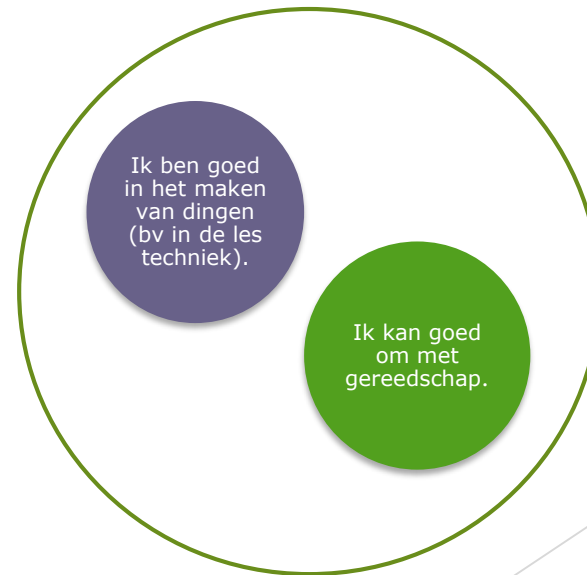 Ik ben goed
in het maken
van dingen
(bv in de les
techniek).
Ik kan goed
om met
gereedschap.